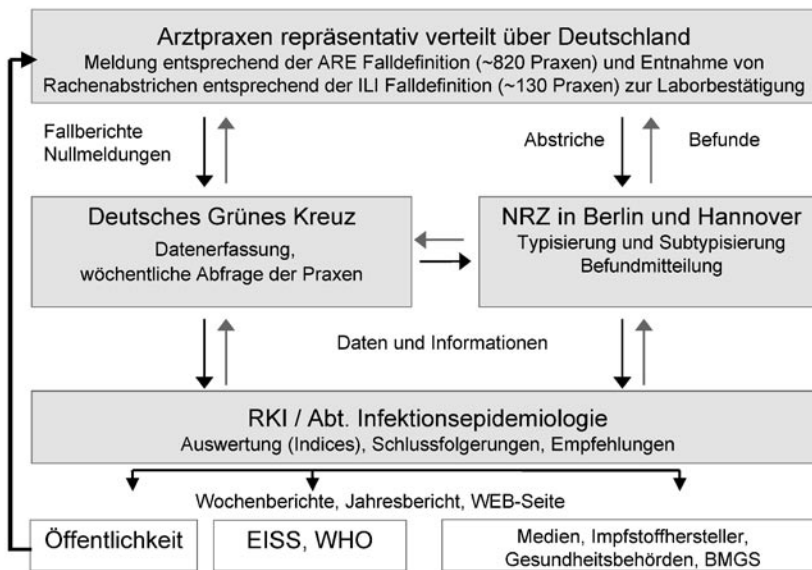 Arztpraxen repräsentativ verteilt über Deutschland
Meldung entsprechend der ARE Falldefinition (~820 Praxen) und Entnahme von
Rachenabstrichen entsprechend der ILI Falldefinition (~130 Praxen) zur Laborbestätigung
Fallberichte
Nullmeldungen
Abstriche
Befunde
Deutsches Grünes Kreuz
Datenerfassung,
wöchentliche Abfrage der Praxen
NRZ in Berlin und Hannover
Typisierung und Subtypisierung
Befundmitteilung
Daten und Informationen
RKI / Abt. Infektionsepidemiologie
Auswertung (Indices), Schlussfolgerungen, Empfehlungen
Wochenberichte, Jahresbericht, WEB-Seite
Öffentlichkeit
EISS, WHO
Medien, Impfstoffhersteller,
Gesundheitsbehörden, BMGS